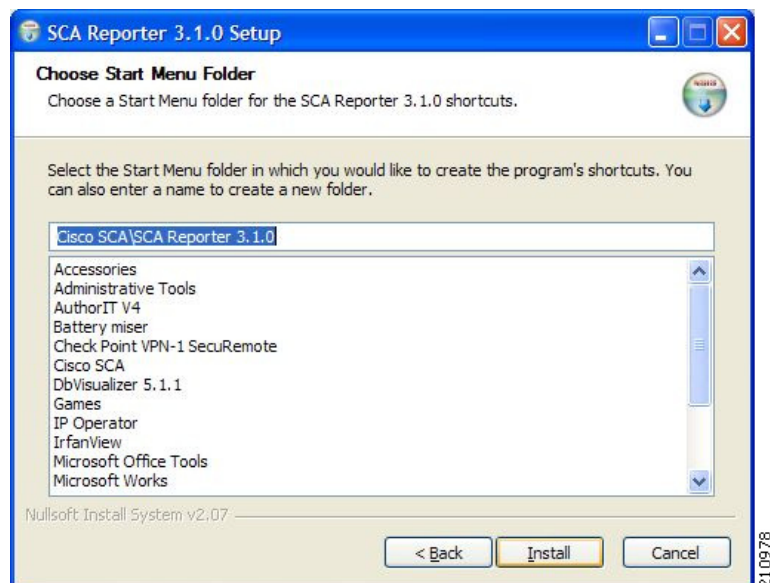 SCA Reporter 3.1.0 Setup
Choose Start Menu Folder
Choose a Start Menu folder for the SCA Reporter 3.1.0 shortcuts.
Select the Start Menu folder in which you would like to create the program's shortcuts. You
can also enter a name to create a new folder.
Cisco SCA\SCA Reporter 3.1.0
Accessories
Administrative Tools
AuthorIT V4
Battery miser
Check Point VPN-1 SecuRemote
Cisco SCA
DbVisualizer 5.1.1
Games
IP Operator
IrfanView
Microsoft Office Tools
Microsoft Works
Nullsoft Install System v2.07
< Back
Install
Cancel
10978